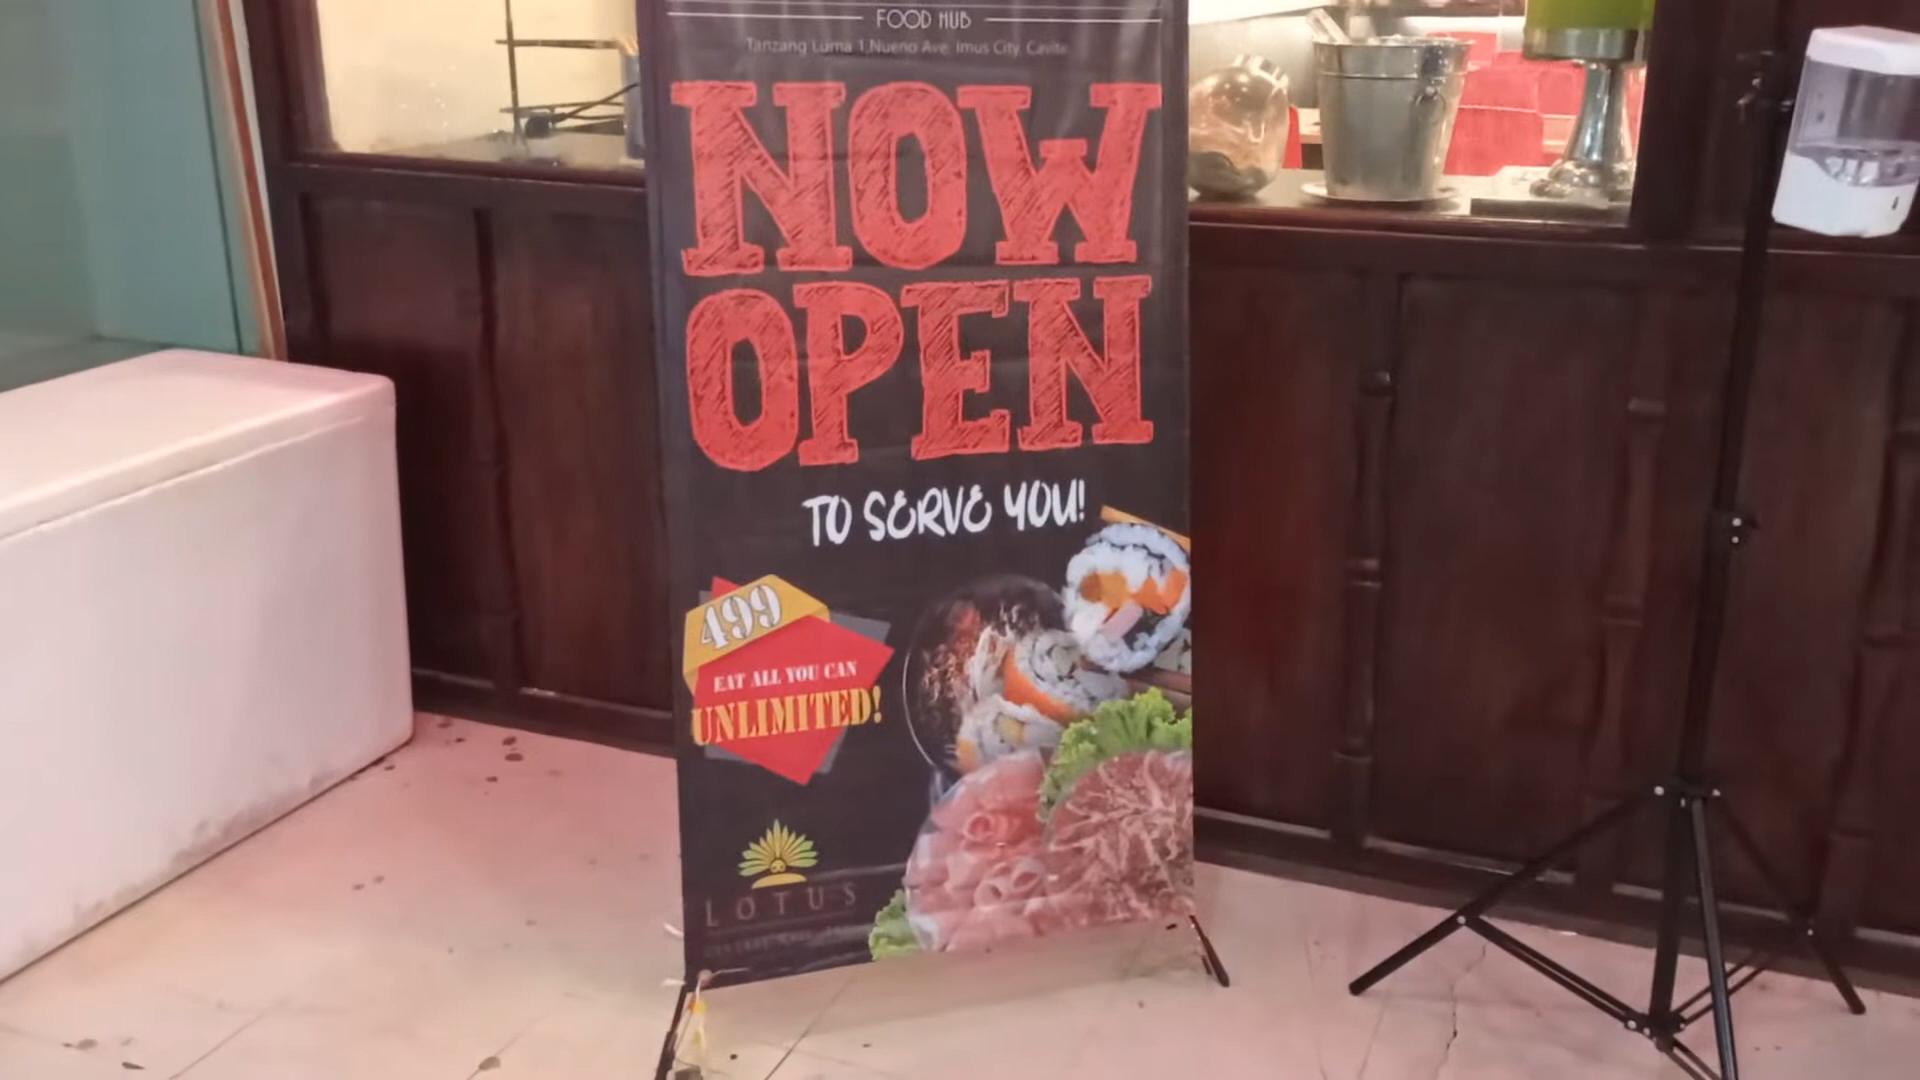 FOOD HUB
Tanzang Luma 1,Nueno Ave. Imus City, Cavite
NOW
OPEN
TO SERVE YOU!
499
EAT ALL YOU CAN
UNLIMITED!
LOTUS